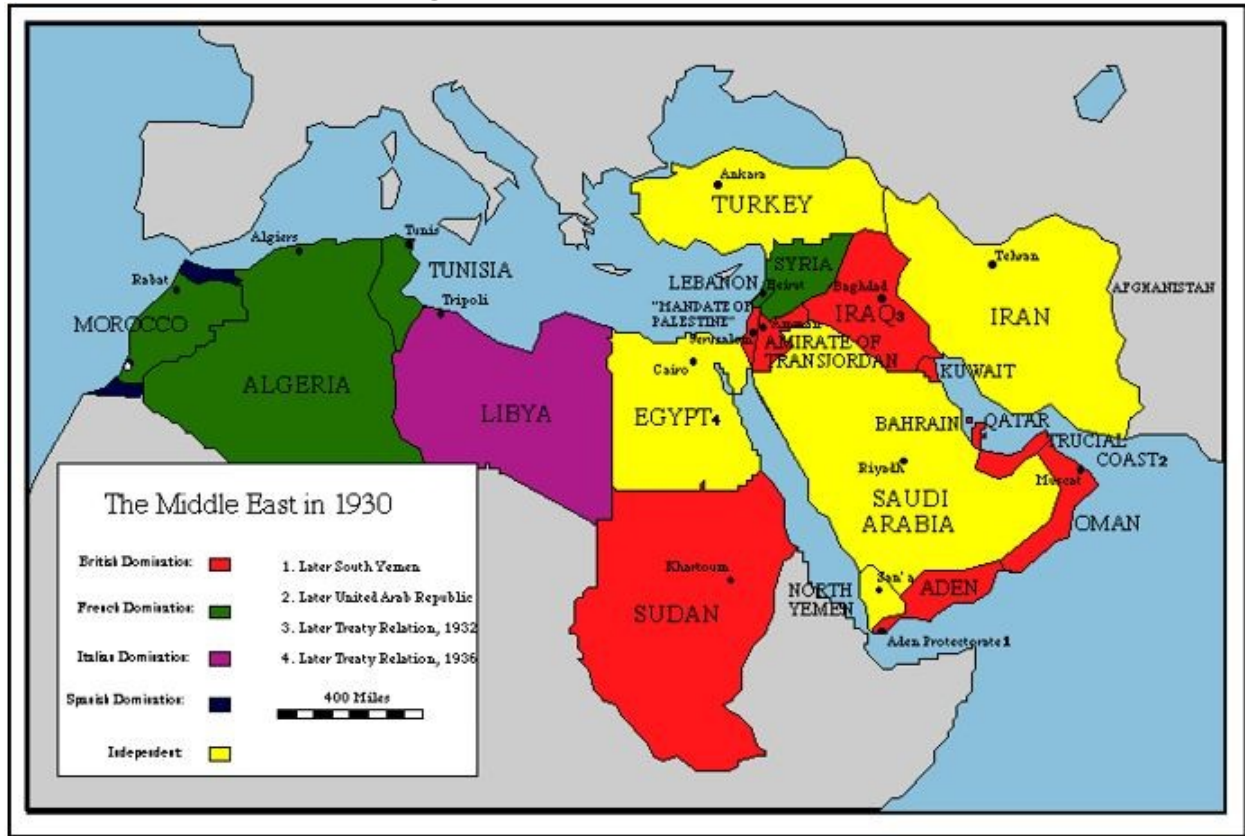 Ankara
TURKEY
Algiers
Tunis
TUNISIA
Rabat
Tripoli
MOROCCO
ALGERIA
LIBYA
SYRIA
LEBANON
Beirut
"MANDATE OF
PALESTINE"
Jerusalem
Amman
AMIRATE OF
TRANSJORDAN
Baghdad
IRAQ3
Tehran
IRAN
AFGHANISTAN
KUWAIT
Cairo
EGYPT4
BAHRAIN
QATAR
TRUCIAL
COAST2
Muscat
Riyadh
SAUDI
ARABIA
OMAN
Khartoum
SUDAN
NORTH
YEMEN
San'a
ADEN
Aden Protectorate 1
The Middle East in 1930
British Domination:
French Domination:
Italian Domination:
Spanish Domination:
Independent:
1. Later South Yemen
2. Later United Arab Republic
3. Later Treaty Relation, 1932
4. Later Treaty Relation, 1936
400 Miles